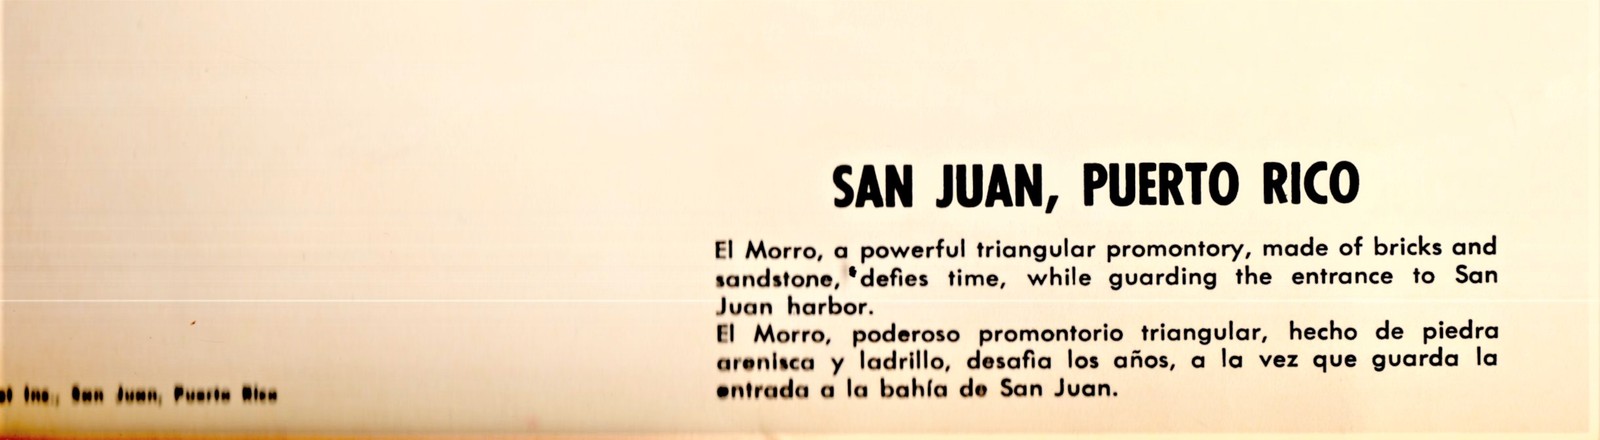 SAN JUAN, PUERTO RICO
El Morro, a powerful triangular promontory, made of bricks and
sandstone, defies time, while guarding the entrance to San
Juan harbor.
El Morro, poderoso promontorio triangular, hecho de piedra
arenisca y ladrillo, desafia los años, a la vez que guarda la
entrada a la bahía de San Juan.
Inc., San Juan, Puerto Rico